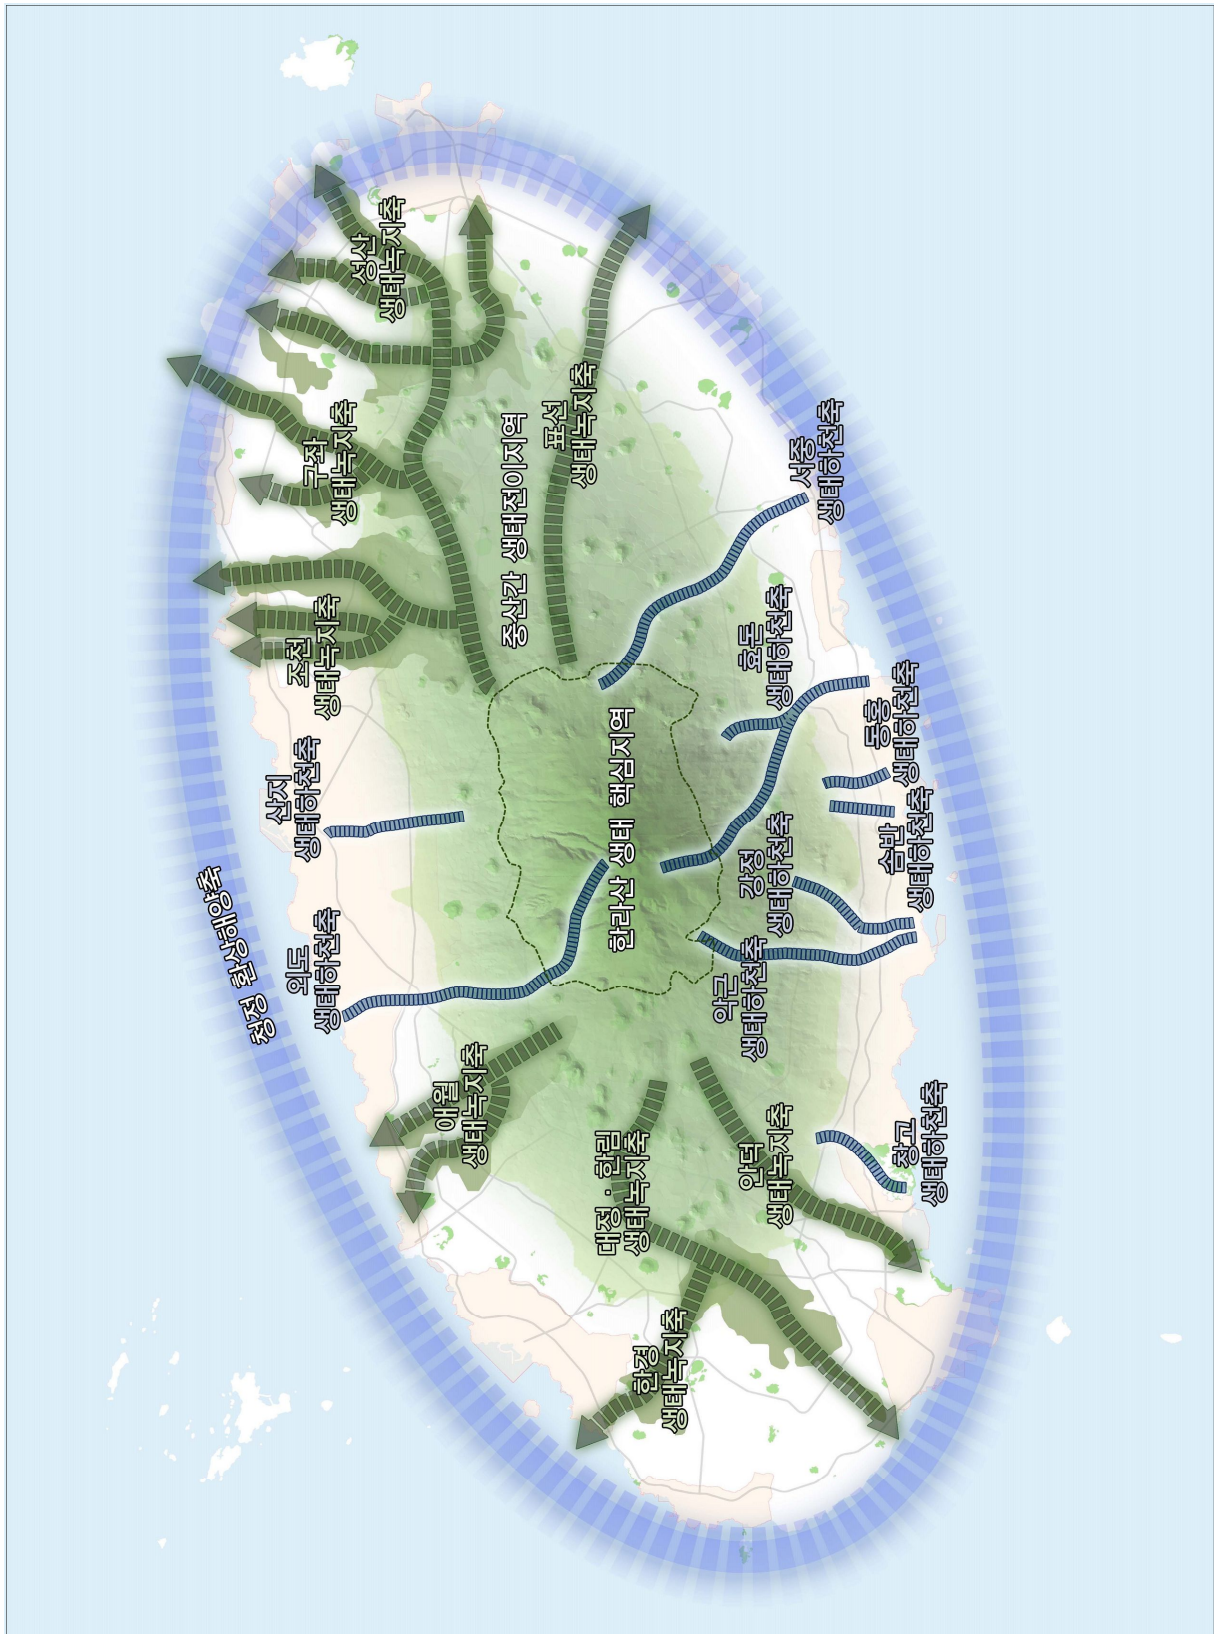 청정 환상해양축
외도
생태하천축
산지
생태하천축
조천
생태녹지축
구좌
생태녹지축
성산
생태녹지축
애월
생태녹지축
중산간 생태전이지역
표선
생태녹지축
한라산 생태 핵심지역
대정·한림
생태녹지축
한경
생태녹지축
안덕
생태녹지축
악근
생태하천축
강정
생태하천축
효돈
생태하천축
서중
생태하천축
창고
생태하천축
솜반
생태하천축
동홍
생태하천축